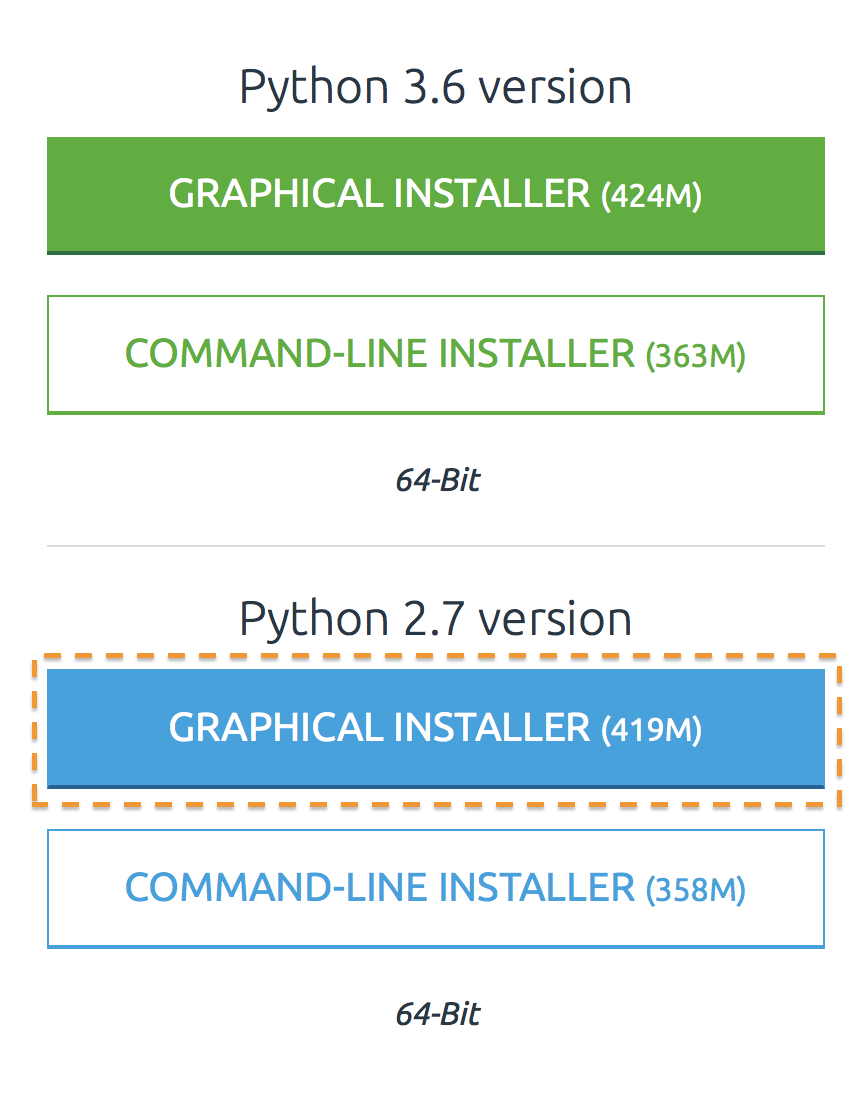 Python 3.6 version
GRAPHICAL INSTALLER (424M)
COMMAND-LINE INSTALLER (363M)
64-Bit
Python 2.7 version
GRAPHICAL INSTALLER (419M)
COMMAND-LINE INSTALLER (358M)
64-Bit